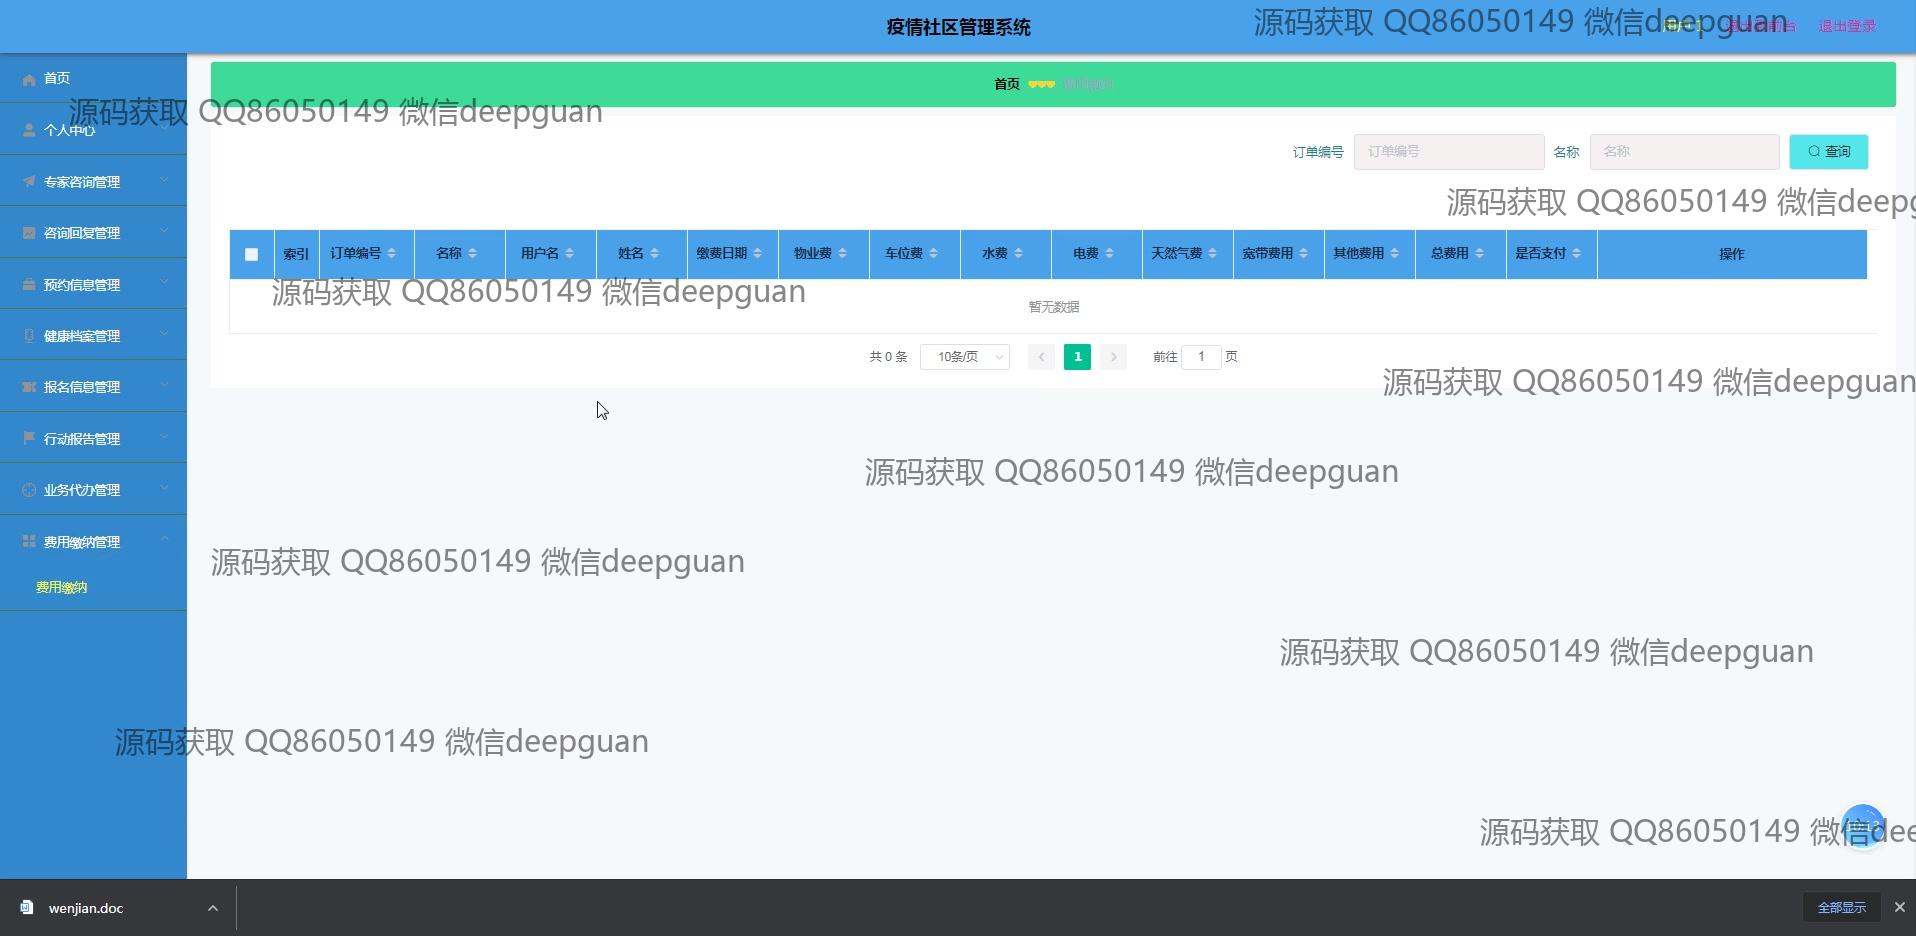 疫情社区管理系统
源码获取 QQ86050149 微信deepguan
退出登录
首页
首页
源码获取 QQ86050149 微信deepguan
个人中心
订单编号 订单编号 名称 名称 查询
专家咨询管理
源码获取 QQ86050149 微信deepg
咨询回复管理
索引 订单编号 名称 用户名 姓名 缴费日期 物业费 车位费 水费 电费 天然气费 宽带费用 其他费用 总费用 是否支付 操作
预约信息管理
源码获取 QQ86050149 微信deepguan
暂无数据
健康档案管理
共 0 条 10条/页 1 前往 1 页
报名信息管理
源码获取 QQ86050149 微信deepguan
行动报告管理
源码获取 QQ86050149 微信deepguan
业务代办管理
费用缴纳管理
源码获取 QQ86050149 微信deepguan
费用缴纳
源码获取 QQ86050149 微信deepguan
源码获取 QQ86050149 微信deepguan
源码获取 QQ86050149 微信dee
wenjian.doc
全部显示